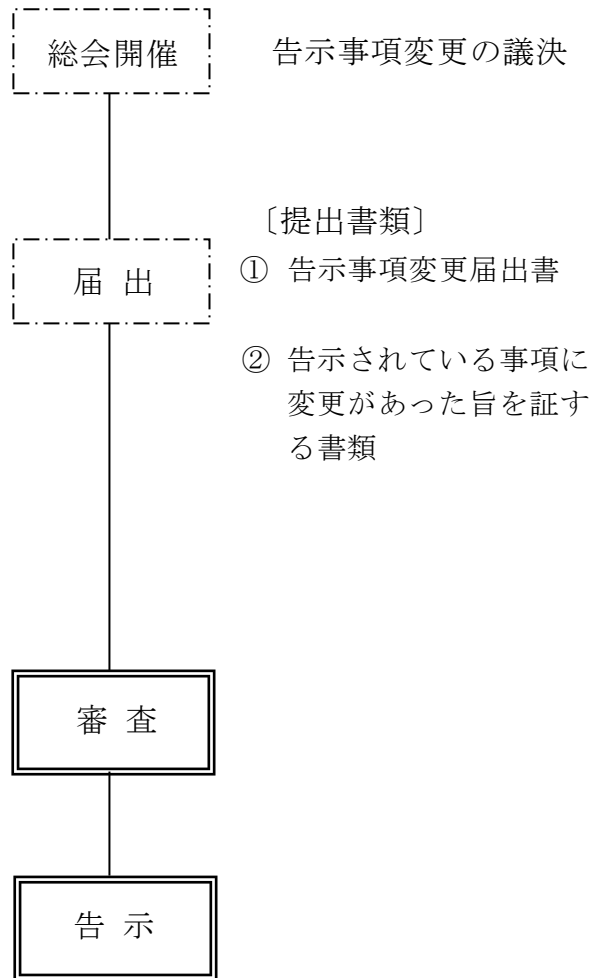 総会開催
告示事項変更の議決
〔提出書類〕
届 出
① 告示事項変更届出書
② 告示されている事項に
変更があった旨を証す
る書類
審 査
告 示